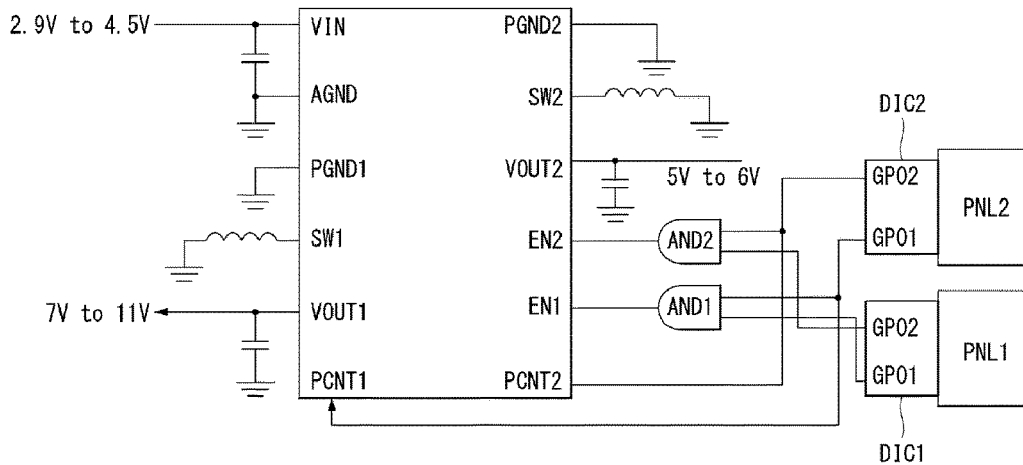 2.9V to 4.5V
VIN
PGND2
AGND
SW2
DIC2
PGND1
VOUT2
5V to 6V
GPO2
PNL2
SW1
EN2
AND2
GPO1
7V to 11V
VOUT1
EN1
AND1
GPO2
PNL1
PCNT1
PCNT2
GPO1
DIC1